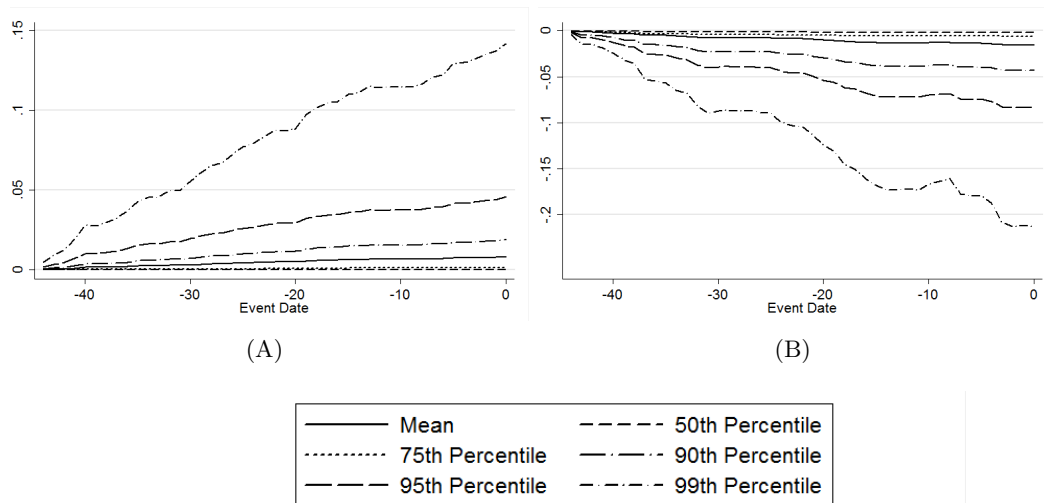 .15
.1
.05
0
-40 -30 -20 -10 0
Event Date
(A)
0
-.05
-.1
-.15
-.2
-40 -30 -20 -10 0
Event Date
(B)
Mean 50th Percentile
75th Percentile 90th Percentile
95th Percentile 99th Percentile